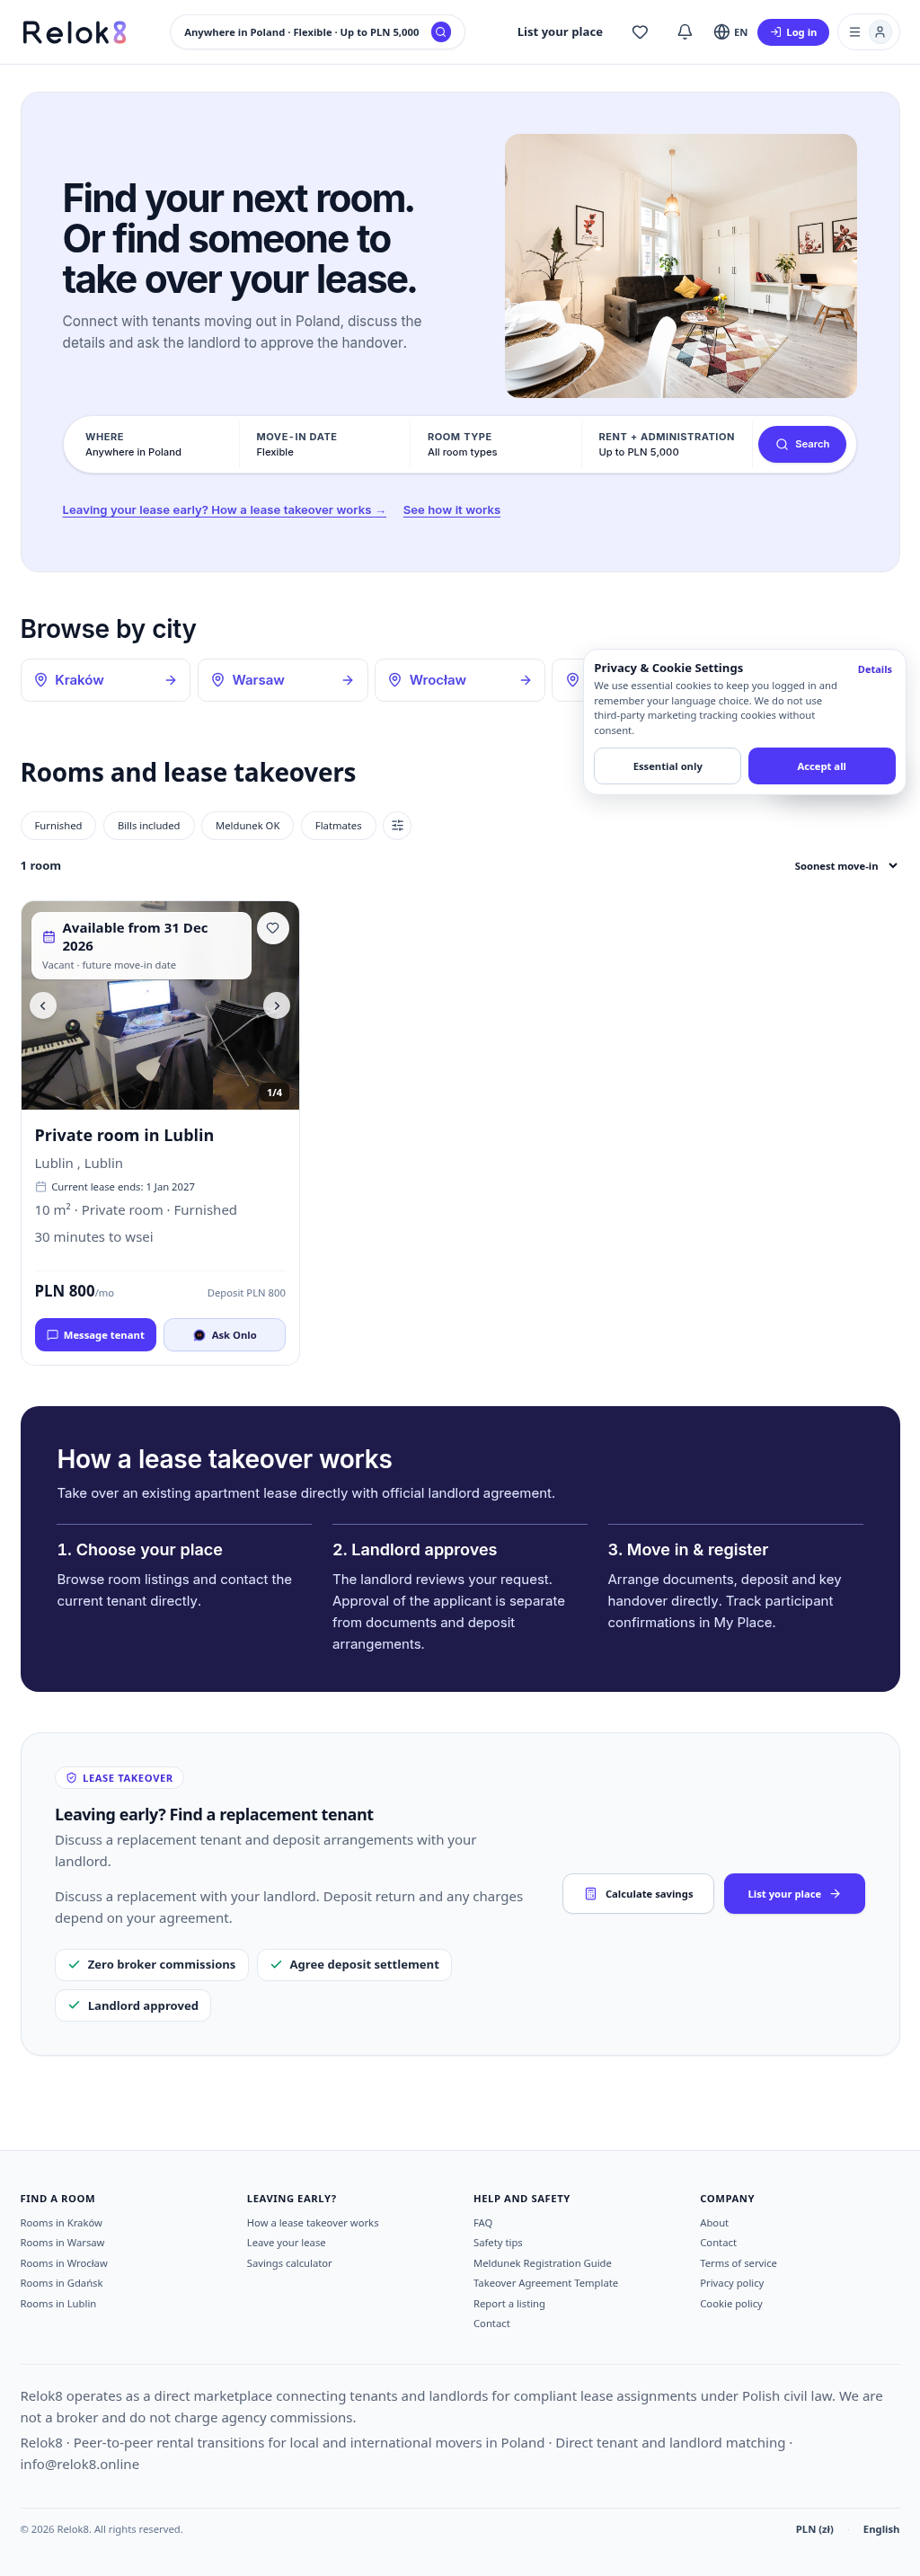 Relok8
Anywhere in Poland · Flexible · Up to PLN 5,000
List your place
EN
Log in
Find your next room.
Or find someone to
take over your lease.
Connect with tenants moving out in Poland, discuss the
details and ask the landlord to approve the handover.
WHERE
Anywhere in Poland
MOVE-IN DATE
Flexible
ROOM TYPE
All room types
RENT + ADMINISTRATION
Up to PLN 5,000
Search
Leaving your lease early? How a lease takeover works →
See how it works
Browse by city
Kraków
Warsaw
Wrocław
Privacy & Cookie Settings
Details
We use essential cookies to keep you logged in and
remember your language choice. We do not use
third-party marketing tracking cookies without
consent.
Essential only
Accept all
Rooms and lease takeovers
Furnished
Bills included
Meldunek OK
Flatmates
1 room
Soonest move-in
Available from 31 Dec
2026
Vacant · future move-in date
1/4
Private room in Lublin
Lublin , Lublin
Current lease ends: 1 Jan 2027
10 m² · Private room · Furnished
30 minutes to wsei
PLN 800/mo
Deposit PLN 800
Message tenant
Ask Onlo
How a lease takeover works
Take over an existing apartment lease directly with official landlord agreement.
1. Choose your place
Browse room listings and contact the
current tenant directly.
2. Landlord approves
The landlord reviews your request.
Approval of the applicant is separate
from documents and deposit
arrangements.
3. Move in & register
Arrange documents, deposit and key
handover directly. Track participant
confirmations in My Place.
LEASE TAKEOVER
Leaving early? Find a replacement tenant
Discuss a replacement tenant and deposit arrangements with your
landlord.
Discuss a replacement with your landlord. Deposit return and any charges
depend on your agreement.
Zero broker commissions
Agree deposit settlement
Landlord approved
Calculate savings
List your place
FIND A ROOM
Rooms in Kraków
Rooms in Warsaw
Rooms in Wrocław
Rooms in Gdańsk
Rooms in Lublin
LEAVING EARLY?
How a lease takeover works
Leave your lease
Savings calculator
HELP AND SAFETY
FAQ
Safety tips
Meldunek Registration Guide
Takeover Agreement Template
Report a listing
Contact
COMPANY
About
Contact
Terms of service
Privacy policy
Cookie policy
Relok8 operates as a direct marketplace connecting tenants and landlords for compliant lease assignments under Polish civil law. We are
not a broker and do not charge agency commissions.
Relok8 · Peer-to-peer rental transitions for local and international movers in Poland · Direct tenant and landlord matching ·
info@relok8.online
© 2026 Relok8. All rights reserved.
PLN (zł)
·
English